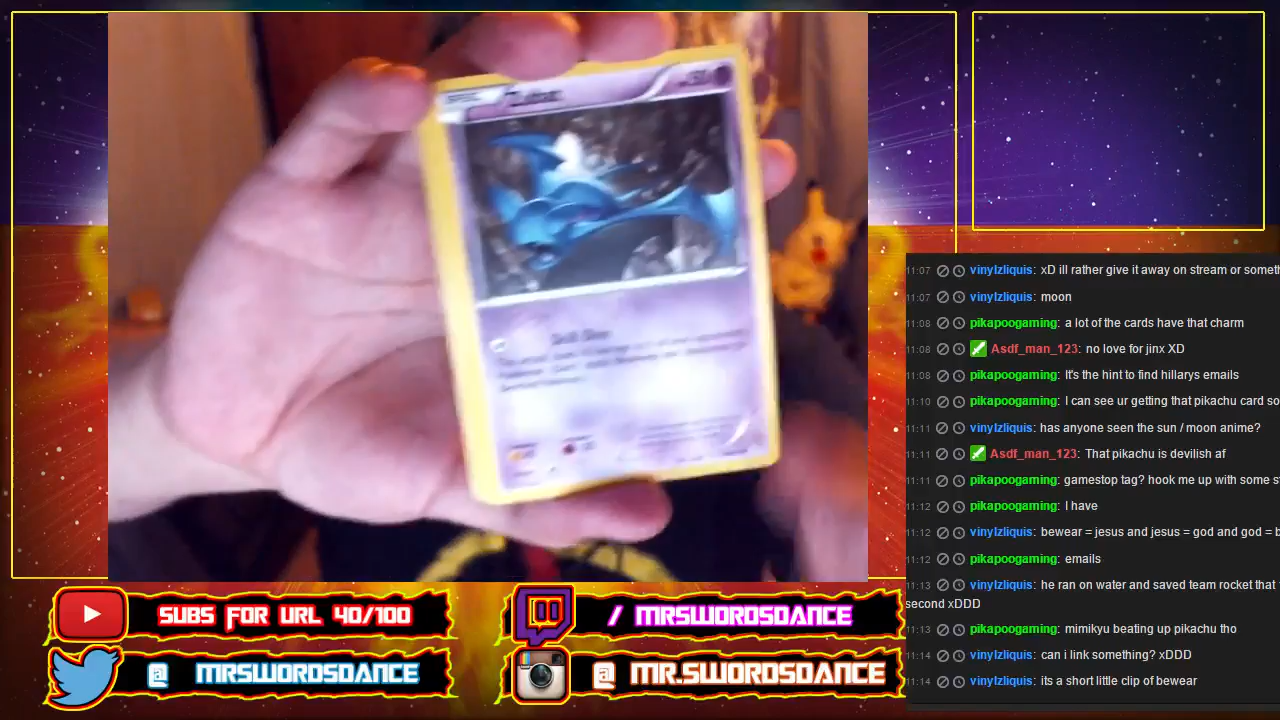 BASIC Zubat
11:07 vinylzliquis: xD ill rather give it away on stream or someth
11:07 vinylzliquis: moon
11:08 pikapoogaming: a lot of the cards have that charm
11:08 Asdf_man_123: no love for jinx XD
11:08 pikapoogaming: It's the hint to find hillarys emails
11:10 pikapoogaming: I can see ur getting that pikachu card so
11:11 vinylzliquis: has anyone seen the sun / moon anime?
11:11 Asdf_man_123: That pikachu is devilish af
11:11 pikapoogaming: gamestop tag? hook me up with some s
11:12 pikapoogaming: I have
11:12 vinylzliquis: bewear = jesus and jesus = god and god = b
11:12 pikapoogaming: emails
11:13 vinylzliquis: he ran on water and saved team rocket that
second xDDD
11:13 pikapoogaming: mimikyu beating up pikachu tho
11:14 vinylzliquis: can i link something? xDDD
11:14 vinylzliquis: its a short little clip of bewear
SUBS FOR URL 40/100
/ MRSWORDSDANCE
@ MRSWORDSDANCE
@ MR.SWORDSDANCE